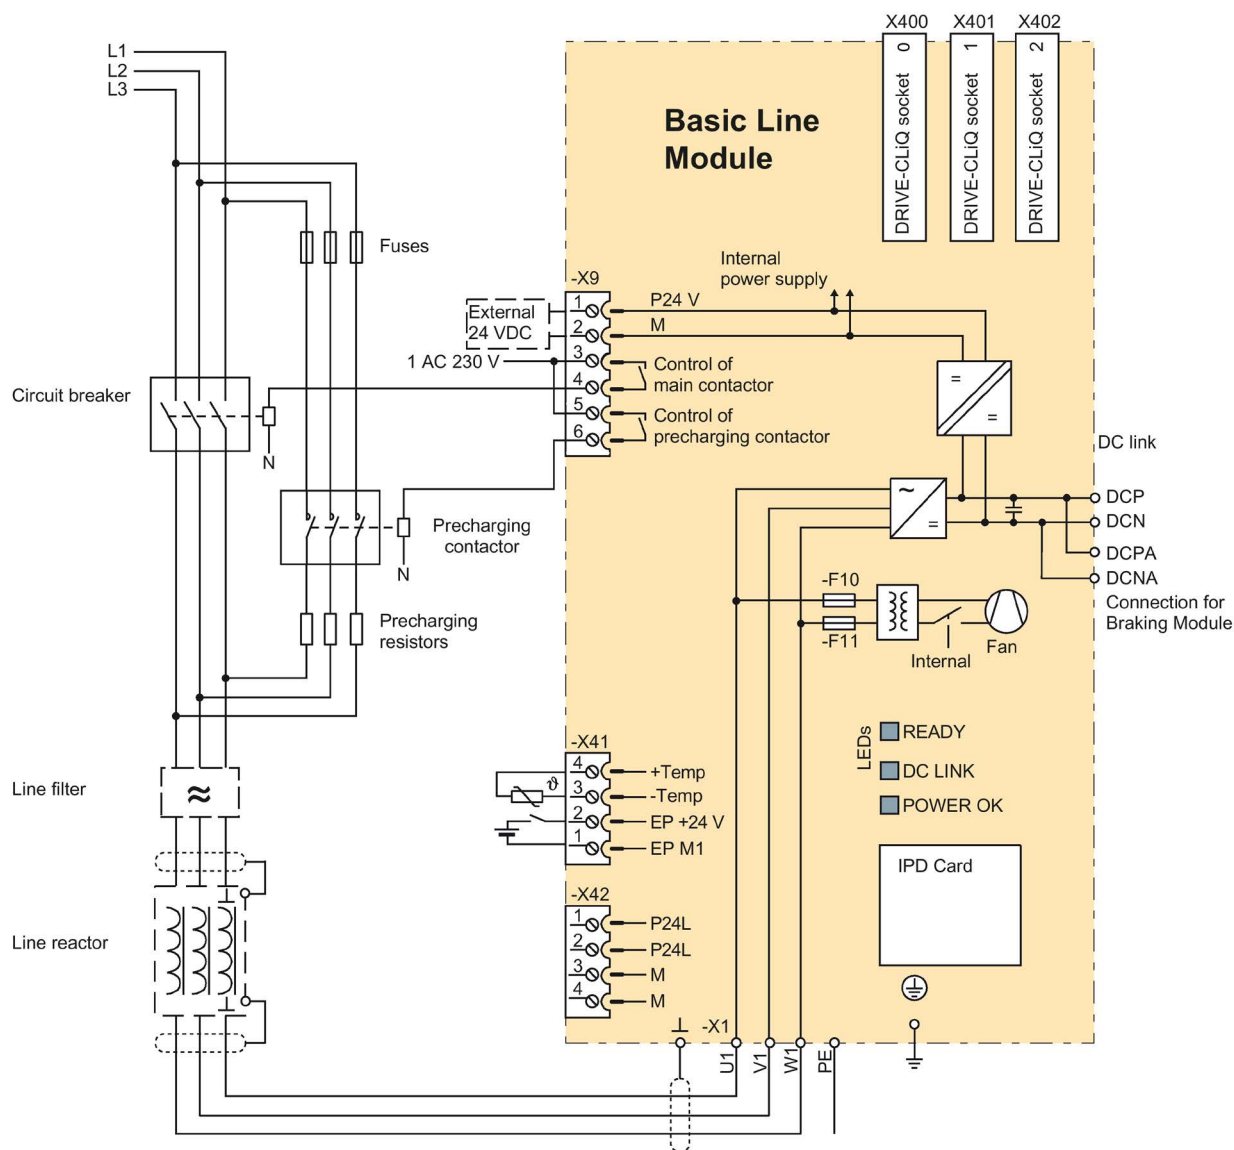 X400
X401
X402
DRIVE-CLiQ socket 0
DRIVE-CLiQ socket 1
DRIVE-CLiQ socket 2
L1
L2
L3
Basic Line
Module
Fuses
Internal
power supply
-X9
External
24 VDC
1 AC 230 V
1
2
3
4
5
6
P24 V
M
Control of
main contactor
Control of
precharging contactor
=
=
Circuit breaker
N
DC link
DCP
DCN
DCPA
DCNA
Connection for
Braking Module
~
=
Precharging
contactor
N
Precharging
resistors
-F10
-F11
Internal
Fan
LEDs
READY
DC LINK
POWER OK
-X41
4
3
2
1
ϑ
+Temp
-Temp
EP +24 V
EP M1
Line filter
≈
IPD Card
-X42
1
2
3
4
P24L
P24L
M
M
Line reactor
-X1
U1
V1
W1
PE